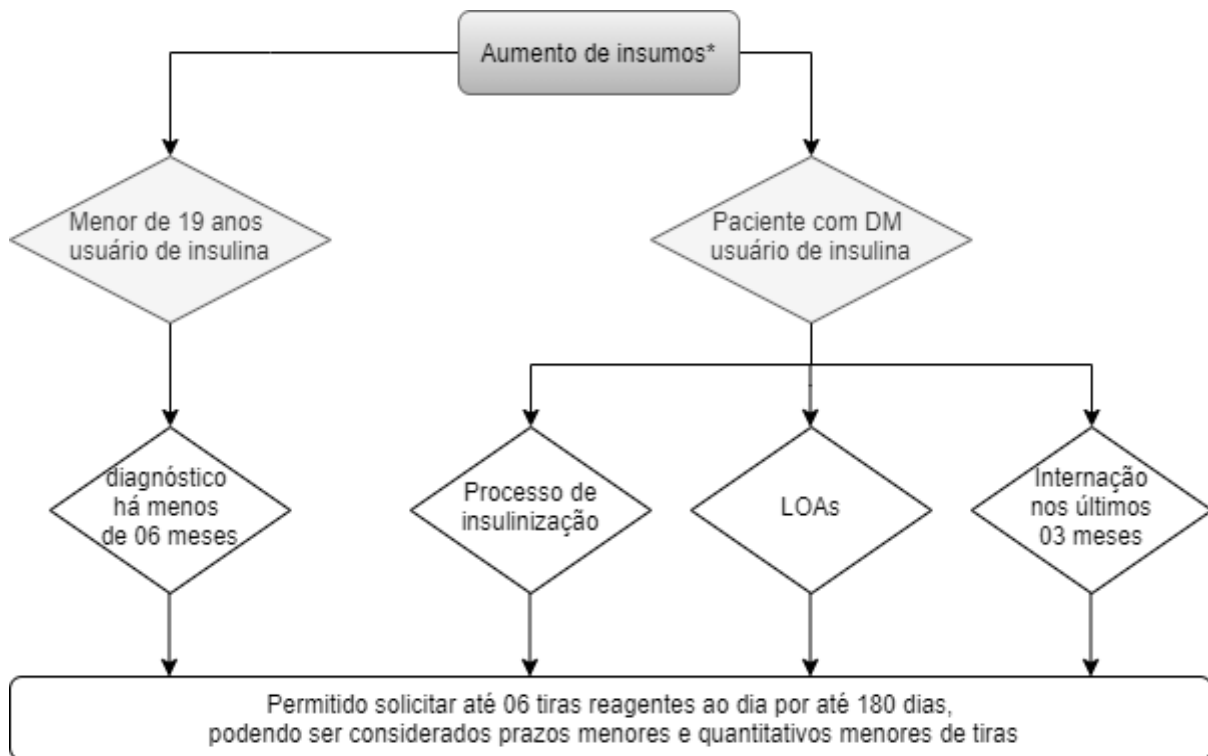 Aumento de insumos*
Menor de 19 anos
usuário de insulina
Paciente com DM
usuário de insulina
diagnóstico
há menos
de 06 meses
Processo de
insulinização
LOAs
Internação
nos últimos
03 meses
Permitido solicitar até 06 tiras reagentes ao dia por até 180 dias,
podendo ser considerados prazos menores e quantitativos menores de tiras